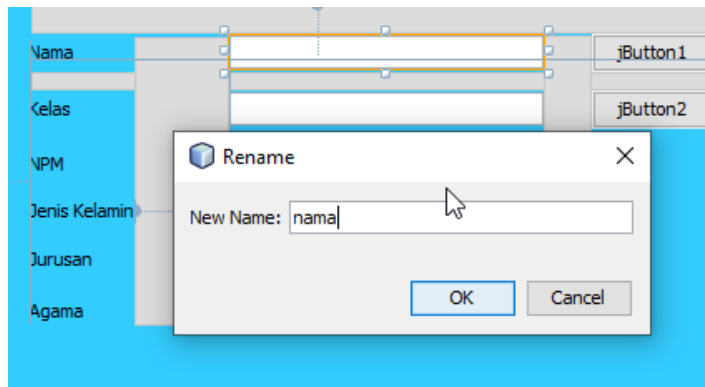 Nama
jButton1
Kelas
jButton2
Rename
NPM
New Name: nama
Jenis Kelamin
Jurusan
OK Cancel
Agama